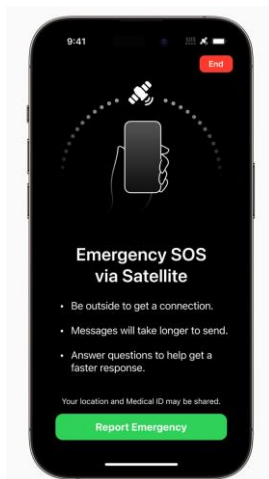 9:41
SOS
End
Emergency SOS
via Satellite
• Be outside to get a connection.
• Messages will take longer to send.
• Answer questions to help get a
faster response.
Your location and Medical ID may be shared.
Report Emergency